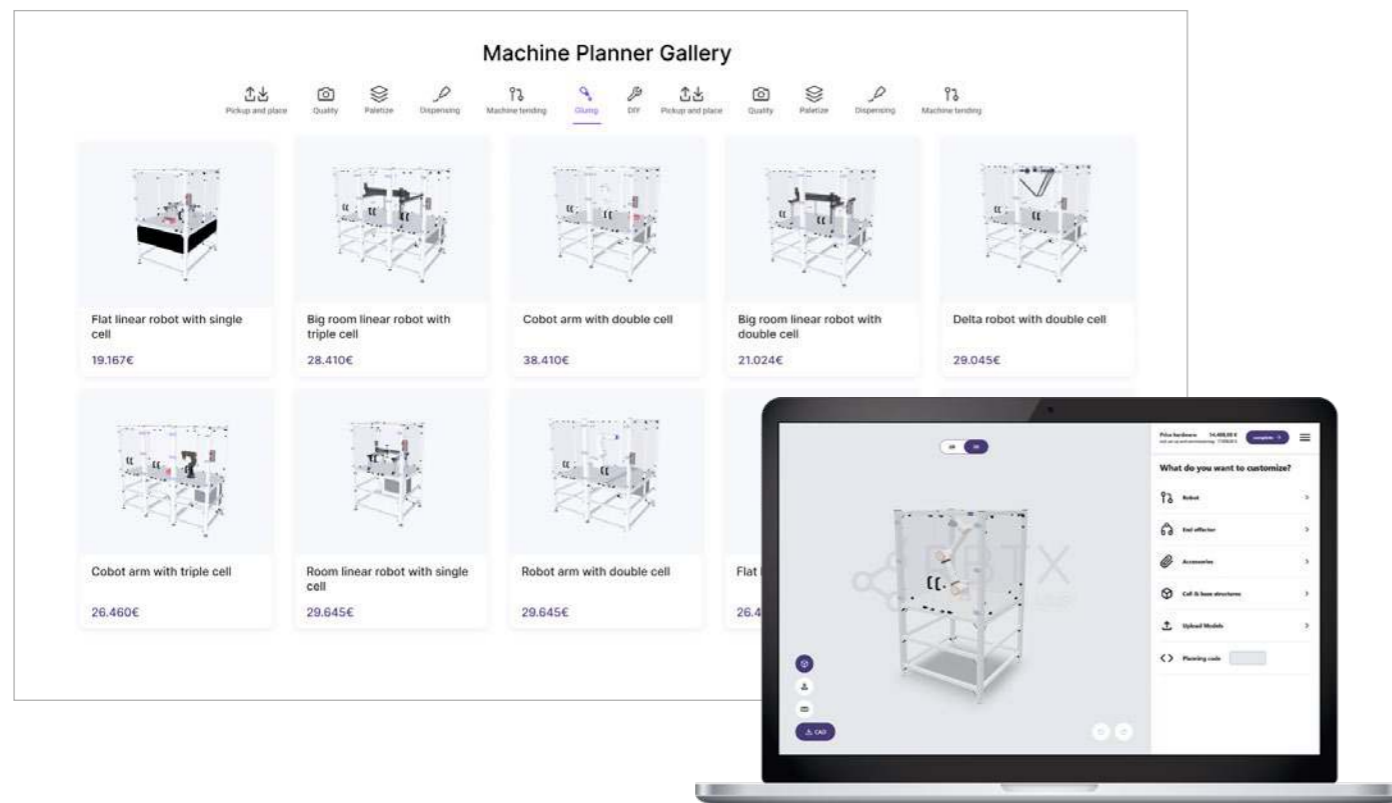 Machine Planner Gallery
Pickup and place
Quality
Paletize
Dispensing
Machine tending
Gluing
DIY
Pickup and place
Quality
Paletize
Dispensing
Machine tending
Flat linear robot with single
cell
19.167€
Big room linear robot with
triple cell
28.410€
Cobot arm with double cell
38.410€
Big room linear robot with
double cell
21.024€
Delta robot with double cell
29.045€
Cobot arm with triple cell
26.460€
Room linear robot with single
cell
29.645€
Robot arm with double cell
29.645€
Flat
26.4
Price hardware
complete
What do you want to customize?
Robot
End effector
Accessories
Cell & base structures
Upload Models
Planning code
RBTX
CAD